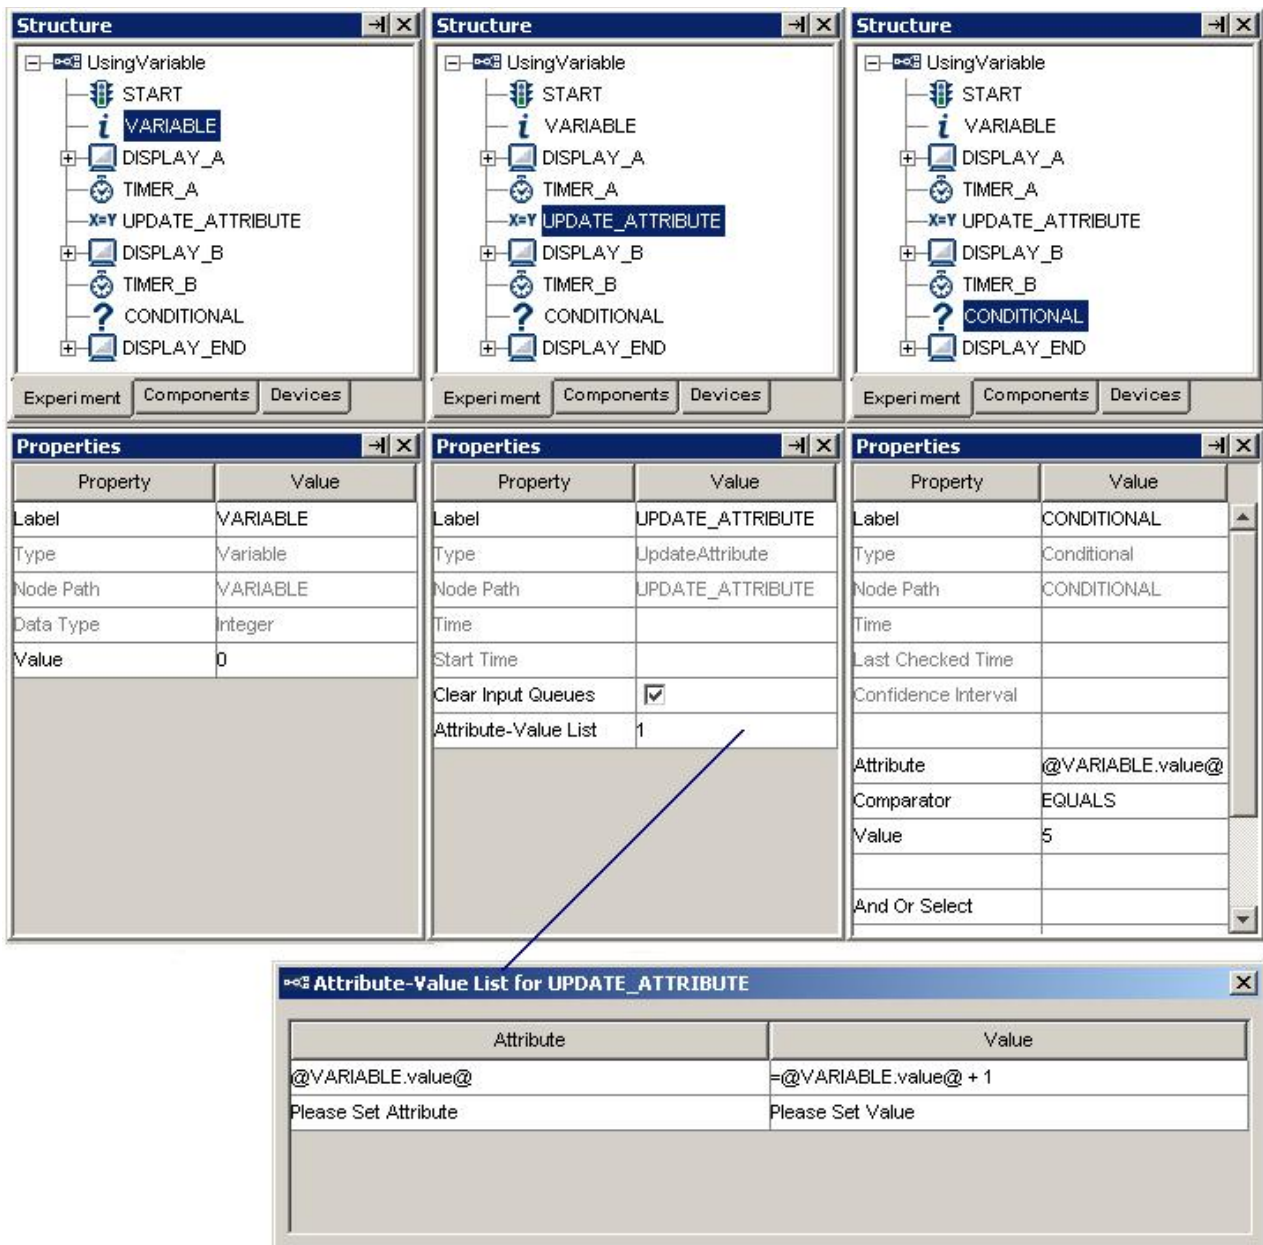 Structure
UsingVariable
START
i VARIABLE
DISPLAY_A
TIMER_A
X=Y UPDATE_ATTRIBUTE
DISPLAY_B
TIMER_B
? CONDITIONAL
DISPLAY_END
Experiment Components Devices
Structure
UsingVariable
START
i VARIABLE
DISPLAY_A
TIMER_A
X=Y UPDATE_ATTRIBUTE
DISPLAY_B
TIMER_B
? CONDITIONAL
DISPLAY_END
Experiment Components Devices
Structure
UsingVariable
START
i VARIABLE
DISPLAY_A
TIMER_A
X=Y UPDATE_ATTRIBUTE
DISPLAY_B
TIMER_B
? CONDITIONAL
DISPLAY_END
Experiment Components Devices
Properties
Property Value
Label VARIABLE
Type Variable
Node Path VARIABLE
Data Type Integer
Value 0
Properties
Property Value
Label UPDATE_ATTRIBUTE
Type UpdateAttribute
Node Path UPDATE_ATTRIBUTE
Time
Start Time
Clear Input Queues
Attribute-Value List 1
Properties
Property Value
Label CONDITIONAL
Type Conditional
Node Path CONDITIONAL
Time
Last Checked Time
Confidence Interval
Attribute @VARIABLE.value@
Comparator EQUALS
Value 5
And Or Select
Attribute-Value List for UPDATE_ATTRIBUTE
Attribute Value
@VARIABLE.value@ =@VARIABLE.value@ + 1
Please Set Attribute Please Set Value